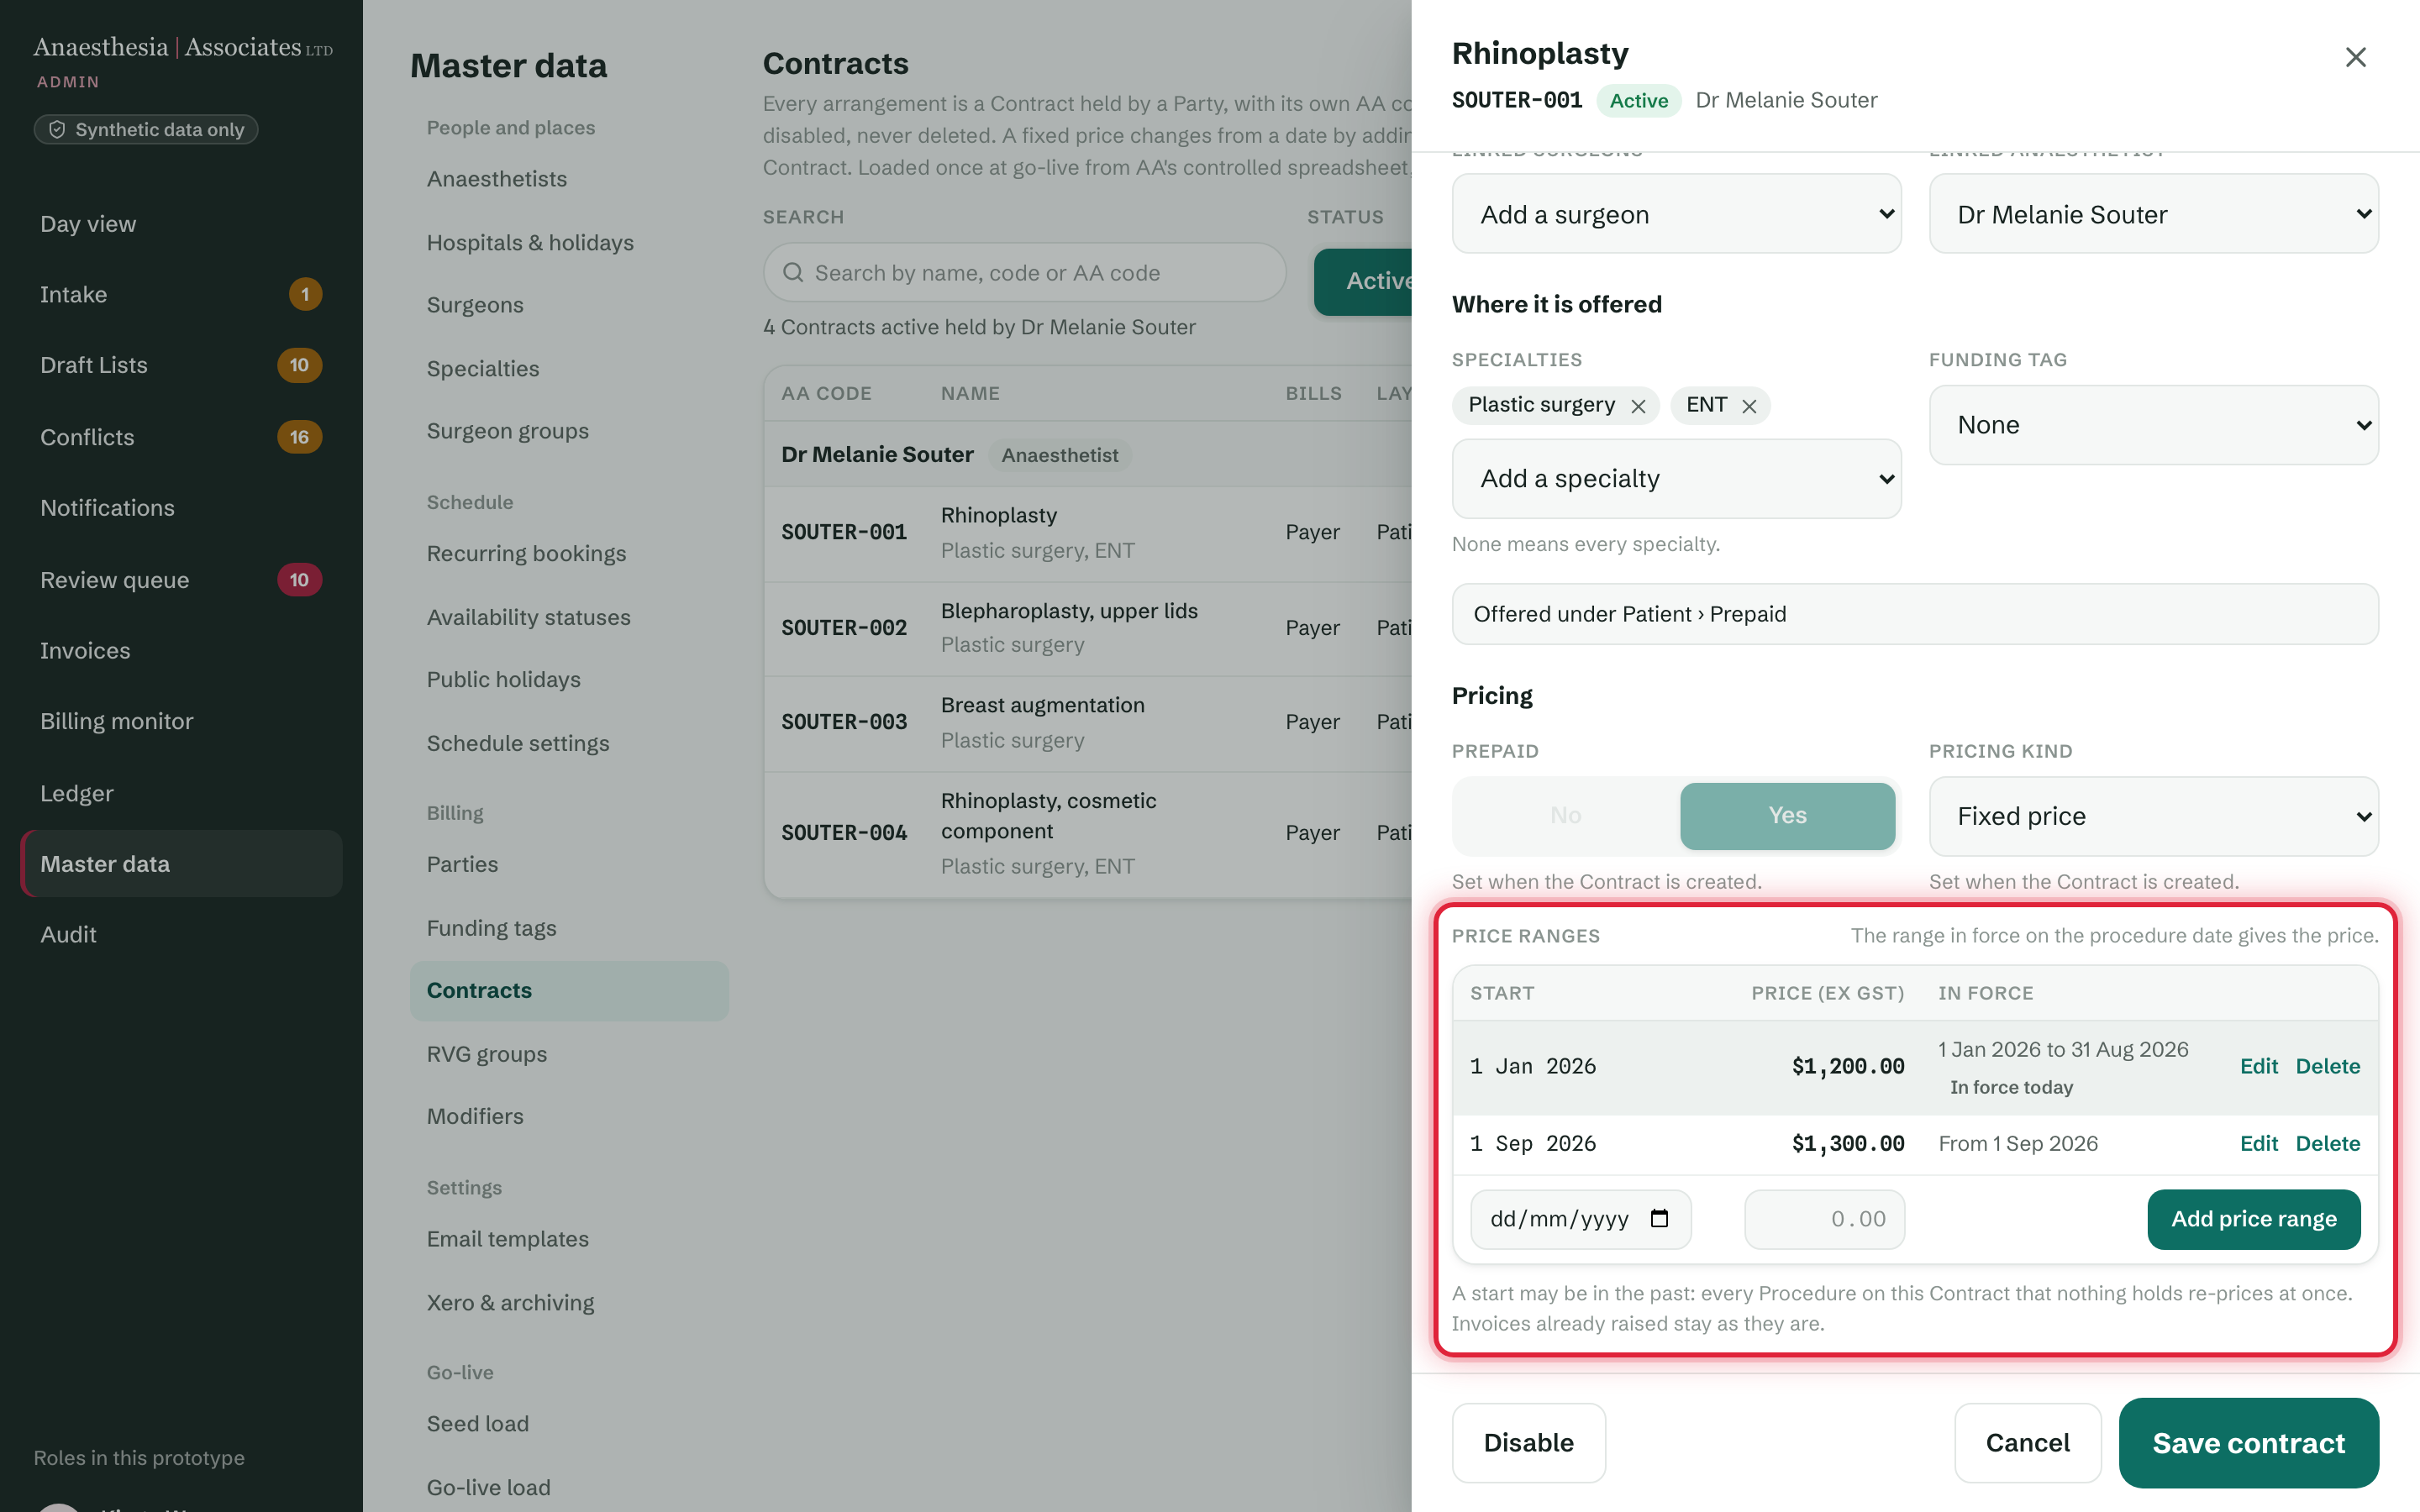 Anaesthesia | Associates LTD
ADMIN
Synthetic data only
Day view
Intake 1
Draft Lists 10
Conflicts 16
Notifications
Review queue 10
Invoices
Billing monitor
Ledger
Master data
Audit
Roles in this prototype
Master data
People and places
Anaesthetists
Hospitals & holidays
Surgeons
Specialties
Surgeon groups
Schedule
Recurring bookings
Availability statuses
Public holidays
Schedule settings
Billing
Parties
Funding tags
Contracts
RVG groups
Modifiers
Settings
Email templates
Xero & archiving
Go-live
Seed load
Go-live load
Contracts
Every arrangement is a Contract held by a Party, with its own AA co
disabled, never deleted. A fixed price changes from a date by addin
Contract. Loaded once at go-live from AA's controlled spreadsheet,
SEARCH STATUS
Search by name, code or AA code
Active
4 Contracts active held by Dr Melanie Souter
AA CODE NAME BILLS LAY
Dr Melanie Souter Anaesthetist
SOUTER-001 Rhinoplasty Payer Pati
Plastic surgery, ENT
SOUTER-002 Blepharoplasty, upper lids Payer Pati
Plastic surgery
SOUTER-003 Breast augmentation Payer Pati
Plastic surgery
SOUTER-004 Rhinoplasty, cosmetic component Payer Pati
Plastic surgery, ENT
Rhinoplasty
SOUTER-001 Active Dr Melanie Souter
LINKED SURGEONS LINKED ANAESTHETIST
Add a surgeon Dr Melanie Souter
Where it is offered
SPECIALTIES FUNDING TAG
Plastic surgery ENT
None
Add a specialty
None means every specialty.
Offered under Patient › Prepaid
Pricing
PREPAID PRICING KIND
No Yes Fixed price
Set when the Contract is created. Set when the Contract is created.
PRICE RANGES The range in force on the procedure date gives the price.
START PRICE (EX GST) IN FORCE
1 Jan 2026 $1,200.00 1 Jan 2026 to 31 Aug 2026 Edit Delete
In force today
1 Sep 2026 $1,300.00 From 1 Sep 2026 Edit Delete
dd/mm/yyyy 0.00 Add price range
A start may be in the past: every Procedure on this Contract that nothing holds re-prices at once.
Invoices already raised stay as they are.
Disable Cancel Save contract